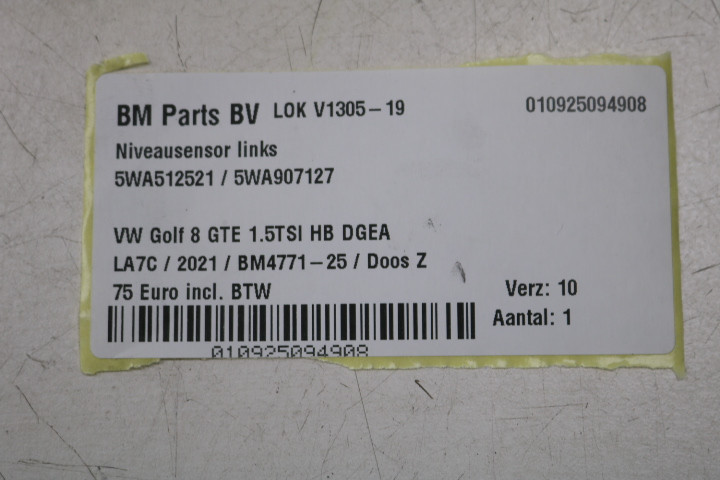 BM Parts BV LOK V1305-19 010925094908
Niveausensor links
5WA512521 / 5WA907127
VW Golf 8 GTE 1.5TSI HB DGEA
LA7C / 2021 / BM4771-25 / Doos Z
75 Euro incl. BTW Verz: 10
Aantal: 1
010925094908